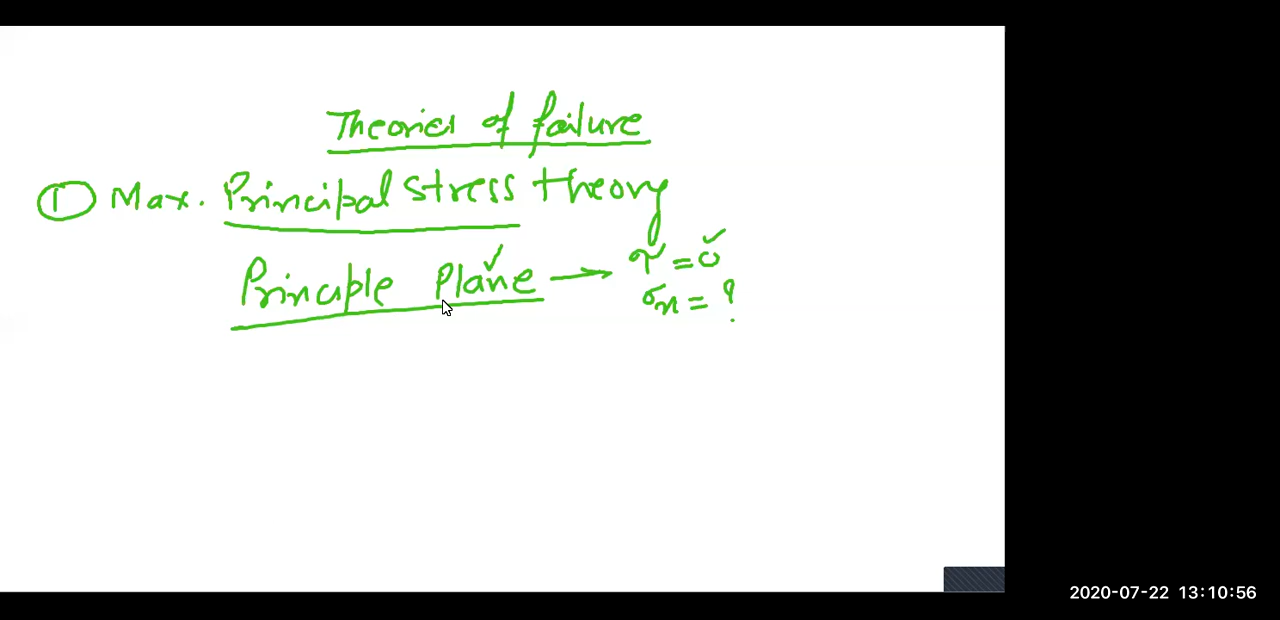 Theories of failure
① Max. Principal stress theory
Principle Plane → τ = 0
σn = ?
2020-07-22 13:10:56